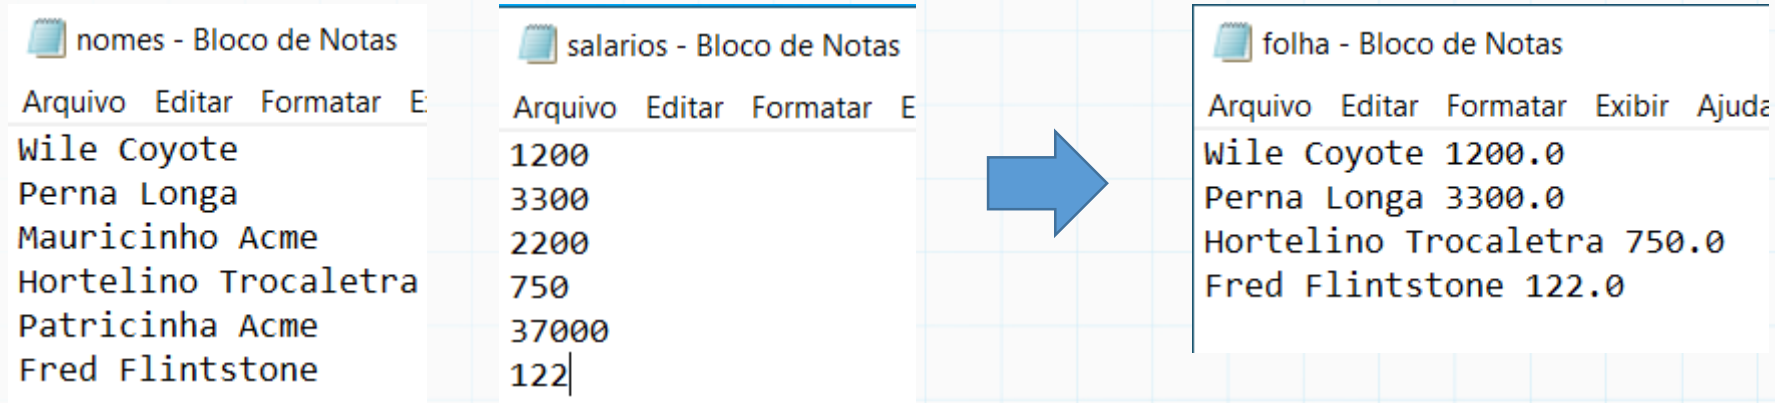 nomes - Bloco de Notas
Arquivo Editar Formatar E
Wile Coyote
Perna Longa
Mauricinho Acme
Hortelino Trocaletra
Patricinha Acme
Fred Flintstone
salarios - Bloco de Notas
Arquivo Editar Formatar E
1200
3300
2200
750
37000
122
folha - Bloco de Notas
Arquivo Editar Formatar Exibir Ajuda
Wile Coyote 1200.0
Perna Longa 3300.0
Hortelino Trocaletra 750.0
Fred Flintstone 122.0